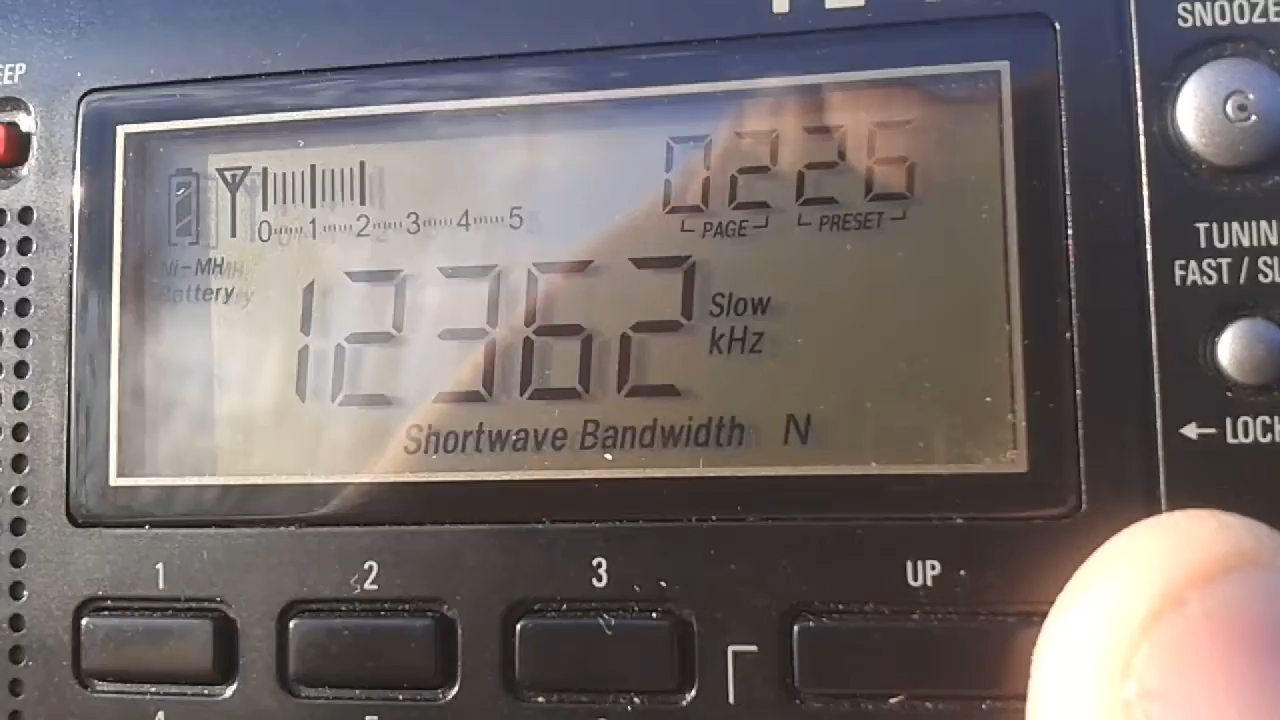 SNOOZE
EEP
0226
0 1 2 3 4 5
PAGE PRESET
TUNIN
FAST / SL
Ni-MH
Battery
12362 Slow
kHz
Shortwave Bandwidth N
← LOCK
1 2 3 UP